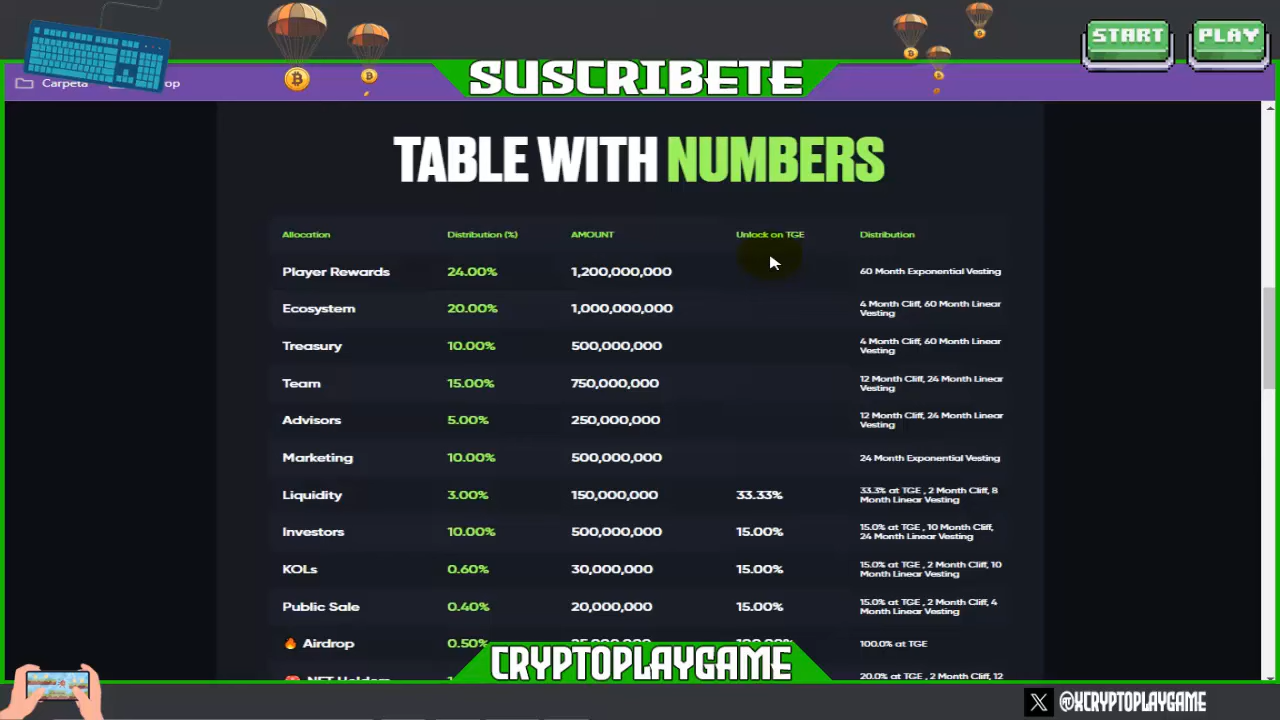 START PLAY
SUSCRIBETE
Carpeta
TABLE WITH NUMBERS
Allocation Distribution (%) AMOUNT Unlock on TGE Distribution
Player Rewards 24.00% 1,200,000,000 60 Month Exponential Vesting
Ecosystem 20.00% 1,000,000,000 4 Month Cliff, 60 Month Linear
Vesting
Treasury 10.00% 500,000,000 4 Month Cliff, 60 Month Linear
Vesting
Team 15.00% 750,000,000 12 Month Cliff, 24 Month Linear
Vesting
Advisors 5.00% 250,000,000 12 Month Cliff, 24 Month Linear
Vesting
Marketing 10.00% 500,000,000 24 Month Exponential Vesting
Liquidity 3.00% 150,000,000 33.33% 33.3% at TGE , 2 Month Cliff, 8
Month Linear Vesting
Investors 10.00% 500,000,000 15.00% 15.0% at TGE , 10 Month Cliff,
24 Month Linear Vesting
KOLs 0.60% 30,000,000 15.00% 15.0% at TGE , 2 Month Cliff, 10
Month Linear Vesting
Public Sale 0.40% 20,000,000 15.00% 15.0% at TGE , 2 Month Cliff, 4
Month Linear Vesting
Airdrop 0.50% 25,000,000 100.00% 100.0% at TGE
NFT Holders 20.0% at TGE , 2 Month Cliff, 12
CRYPTOPLAYGAME
X @XCRYPTOPLAYGAME